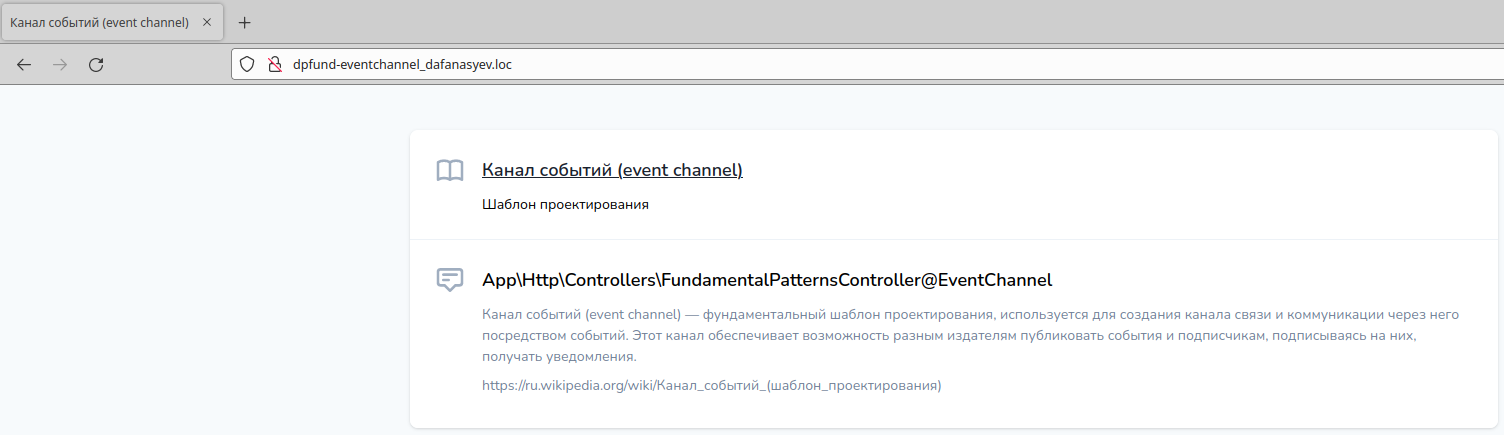 Канал событий (event channel)
dpfund-eventchannel_dafanasyev.loc
Канал событий (event channel)
Шаблон проектирования
App\Http\Controllers\FundamentalPatternsController@EventChannel
Канал событий (event channel) — фундаментальный шаблон проектирования, используется для создания канала связи и коммуникации через него
посредством событий. Этот канал обеспечивает возможность разным издателям публиковать события и подписчикам, подписываясь на них,
получать уведомления.
https://ru.wikipedia.org/wiki/Канал_событий_(шаблон_проектирования)